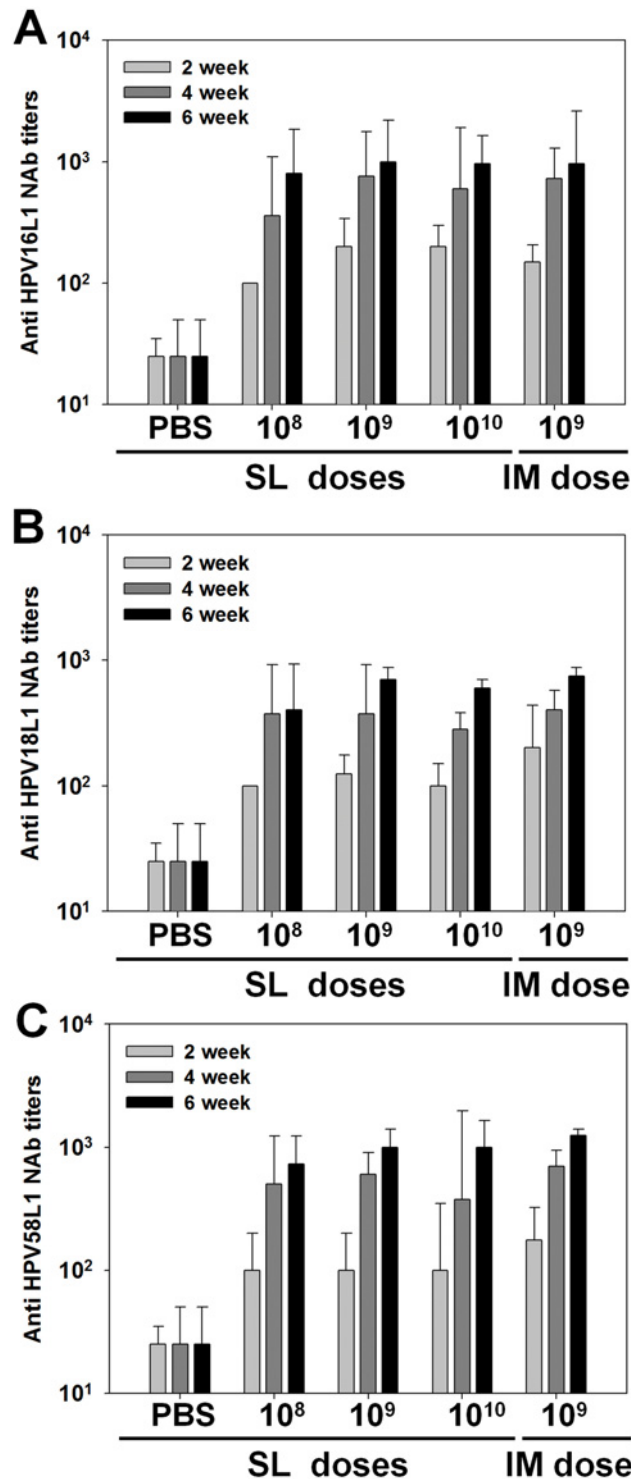 A
Anti HPV16L1 NAb titers
10⁴
10³
10²
10¹
2 week
4 week
6 week
PBS 10⁸ 10⁹ 10¹⁰ 10⁹
SL doses IM dose
B
Anti HPV18L1 NAb titers
10⁴
10³
10²
10¹
2 week
4 week
6 week
PBS 10⁸ 10⁹ 10¹⁰ 10⁹
SL doses IM dose
C
Anti HPV58L1 NAb titers
10⁴
10³
10²
10¹
2 week
4 week
6 week
PBS 10⁸ 10⁹ 10¹⁰ 10⁹
SL doses IM dose